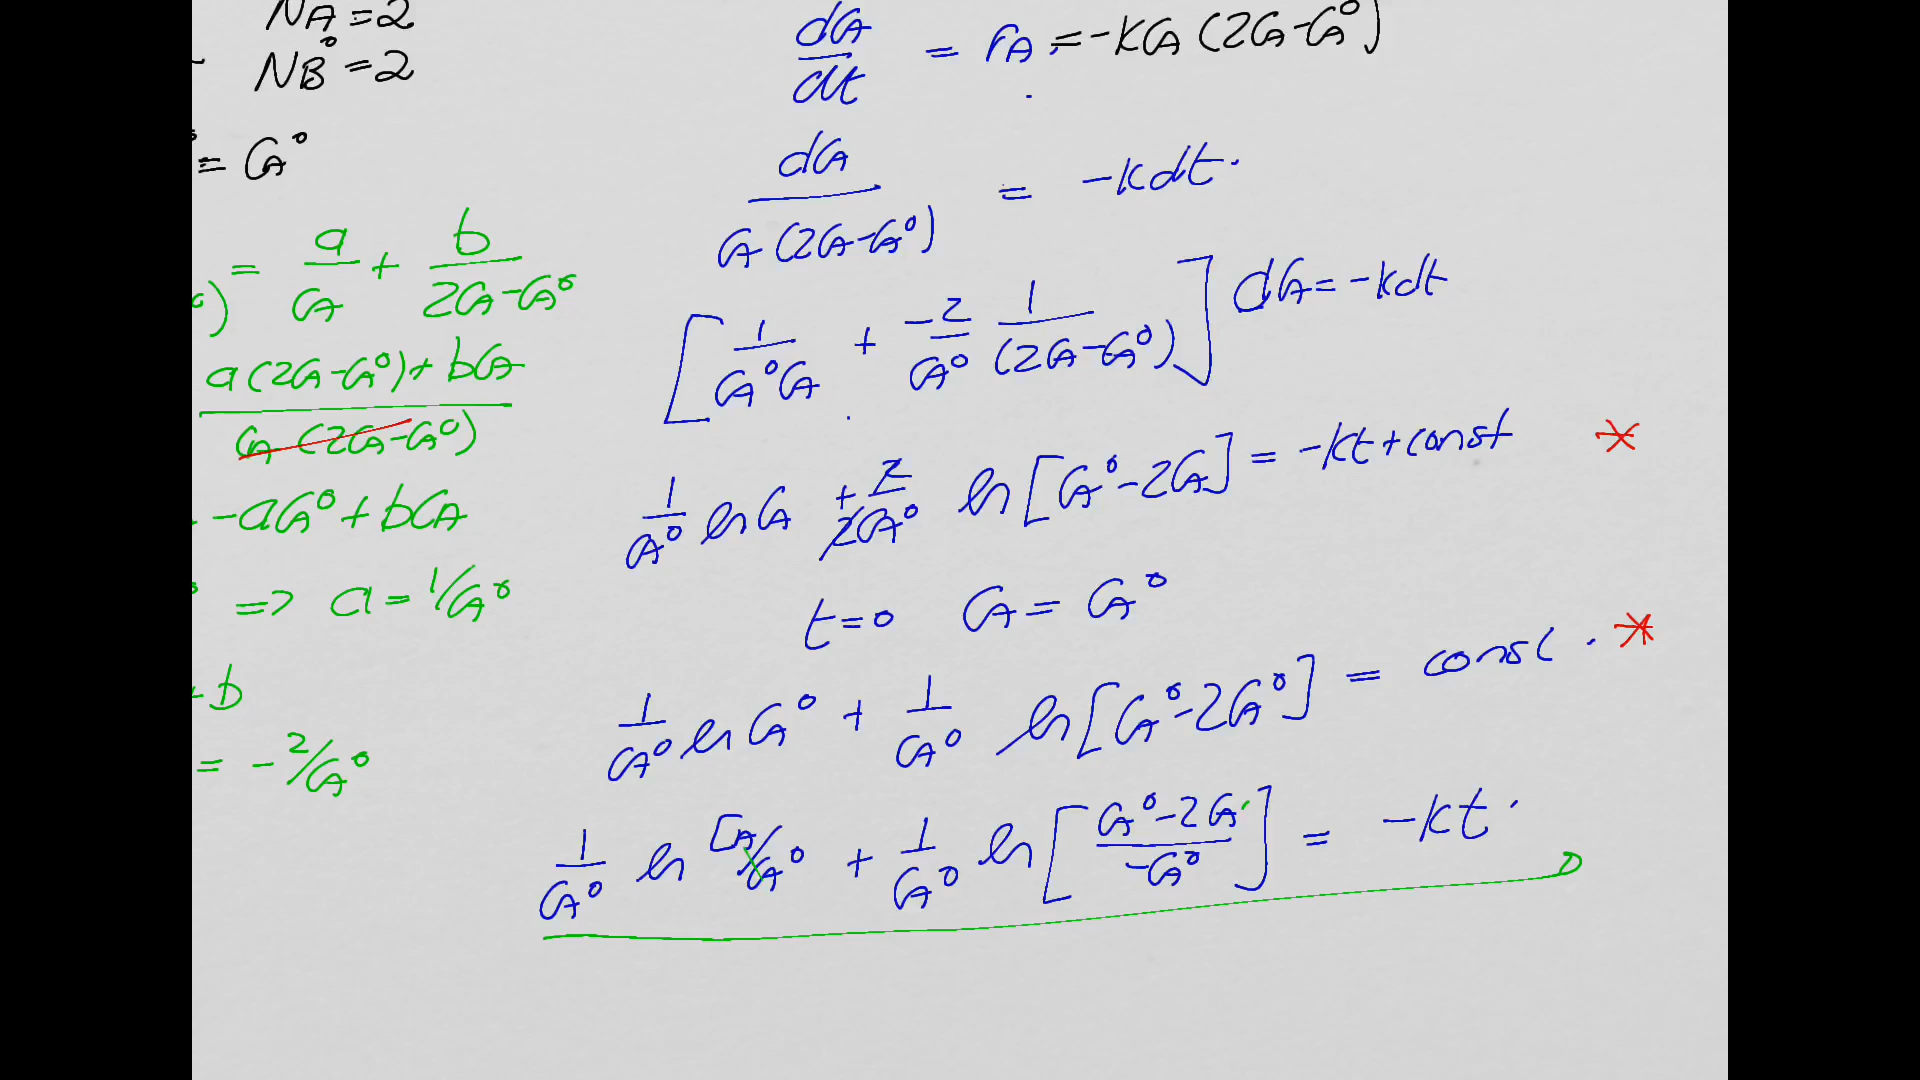 NA = 2
NB° = 2
= CA°
) = a/CA + b/(2CA-CA°)
a(2CA-CA°)+bCA
CA (2CA-CA°)
-aCA° + bCA
=> a = 1/CA°
-b
= -2/CA°
dCA/dt = rA = -KCA (2CA-CA°)
dCA / CA (2CA-CA°) = -kdt.
[1/(CA°CA) + -2/CA° 1/(2CA-CA°)] dCA = -kdt
1/CA° ln CA + 2/2CA° ln [CA°-2CA] = -kt + const *
t=0 CA = CA°
1/CA° ln CA° + 1/CA° ln [CA°-2CA°] = const . *
1/CA° ln CA/CA° + 1/CA° ln [(CA°-2CA)/-CA°] = -kt.